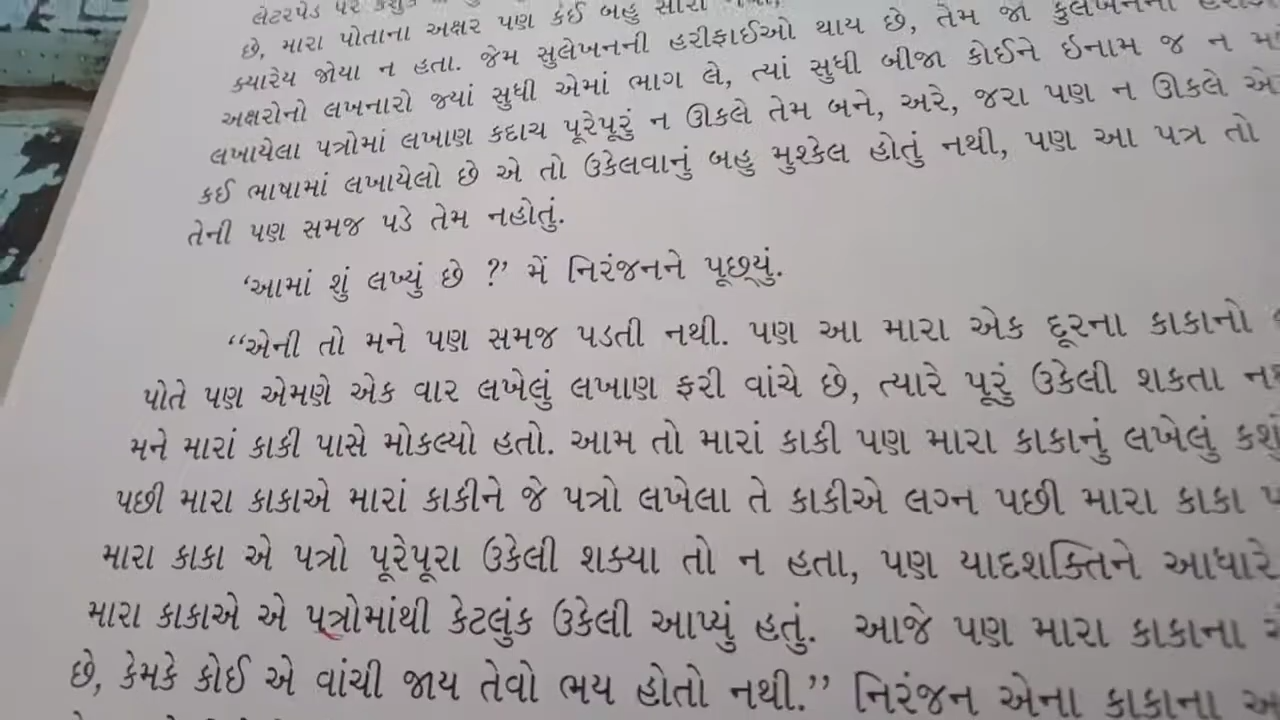 લેટરપેડ પર
છે, મારા પોતાના અક્ષર પણ કંઈ બહુ સારા
ક્યારેય જોયા ન હતા. જેમ સુલેખનની હરીફાઈઓ થાય છે, તેમ જો
અક્ષરોનો લખનારો જ્યાં સુધી એમાં ભાગ લે, ત્યાં સુધી બીજા કોઈને ઈનામ જ ન
લખાયેલા પત્રોમાં લખાણ કદાચ પૂરેપૂરું ન ઊકલે તેમ બને, અરે, જરા પણ ન ઊકલે
કઈ ભાષામાં લખાયેલો છે એ તો ઉકેલવાનું બહુ મુશ્કેલ હોતું નથી, પણ આ પત્ર તો
તેની પણ સમજ પડે તેમ નહોતું.
‘આમાં શું લખ્યું છે ?’ મેં નિરંજનને પૂછ્યું.
“એની તો મને પણ સમજ પડતી નથી. પણ આ મારા એક દૂરના કાકાનો
પોતે પણ એમણે એક વાર લખેલું લખાણ ફરી વાંચે છે, ત્યારે પૂરું ઉકેલી શકતા
મને મારાં કાકી પાસે મોકલ્યો હતો. આમ તો મારાં કાકી પણ મારા કાકાનું લખેલું કશું
પછી મારા કાકાએ મારાં કાકીને જે પત્રો લખેલા તે કાકીએ લગ્ન પછી મારા કાકા
મારા કાકા એ પત્રો પૂરેપૂરા ઉકેલી શક્યા તો ન હતા, પણ યાદશક્તિને આધારે
મારા કાકાએ એ પત્રોમાંથી કેટલુંક ઉકેલી આપ્યું હતું. આજે પણ મારા કાકાના
છે, કેમકે કોઈ એ વાંચી જાય તેવો ભય હોતો નથી.” નિરંજન એના કાકાના